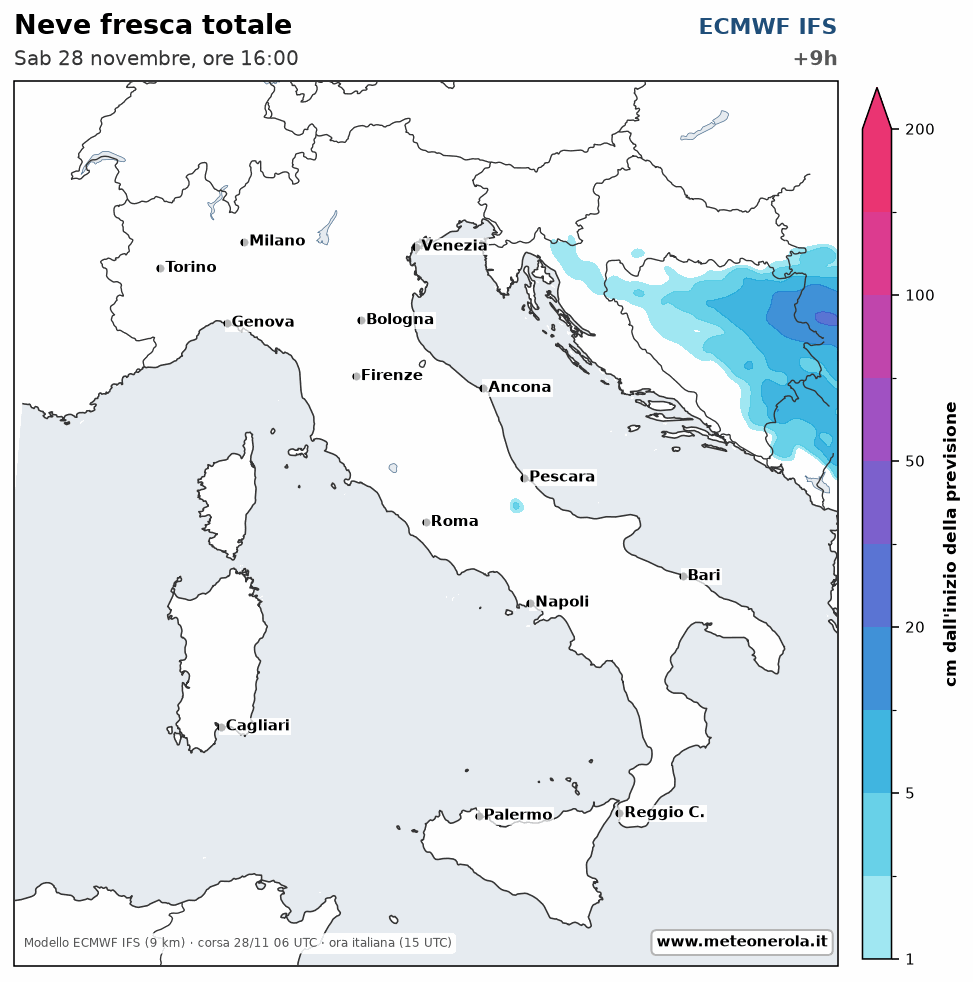 Neve fresca totale
ECMWF IFS
Sab 28 novembre, ore 16:00
+9h
Milano
Venezia
Torino
Genova
Bologna
Firenze
Ancona
Pescara
Roma
Bari
Napoli
Cagliari
Palermo
Reggio C.
200
100
50
20
5
1
cm dall'inizio della previsione
Modello ECMWF IFS (9 km) · corsa 28/11 06 UTC · ora italiana (15 UTC)
www.meteonerola.it